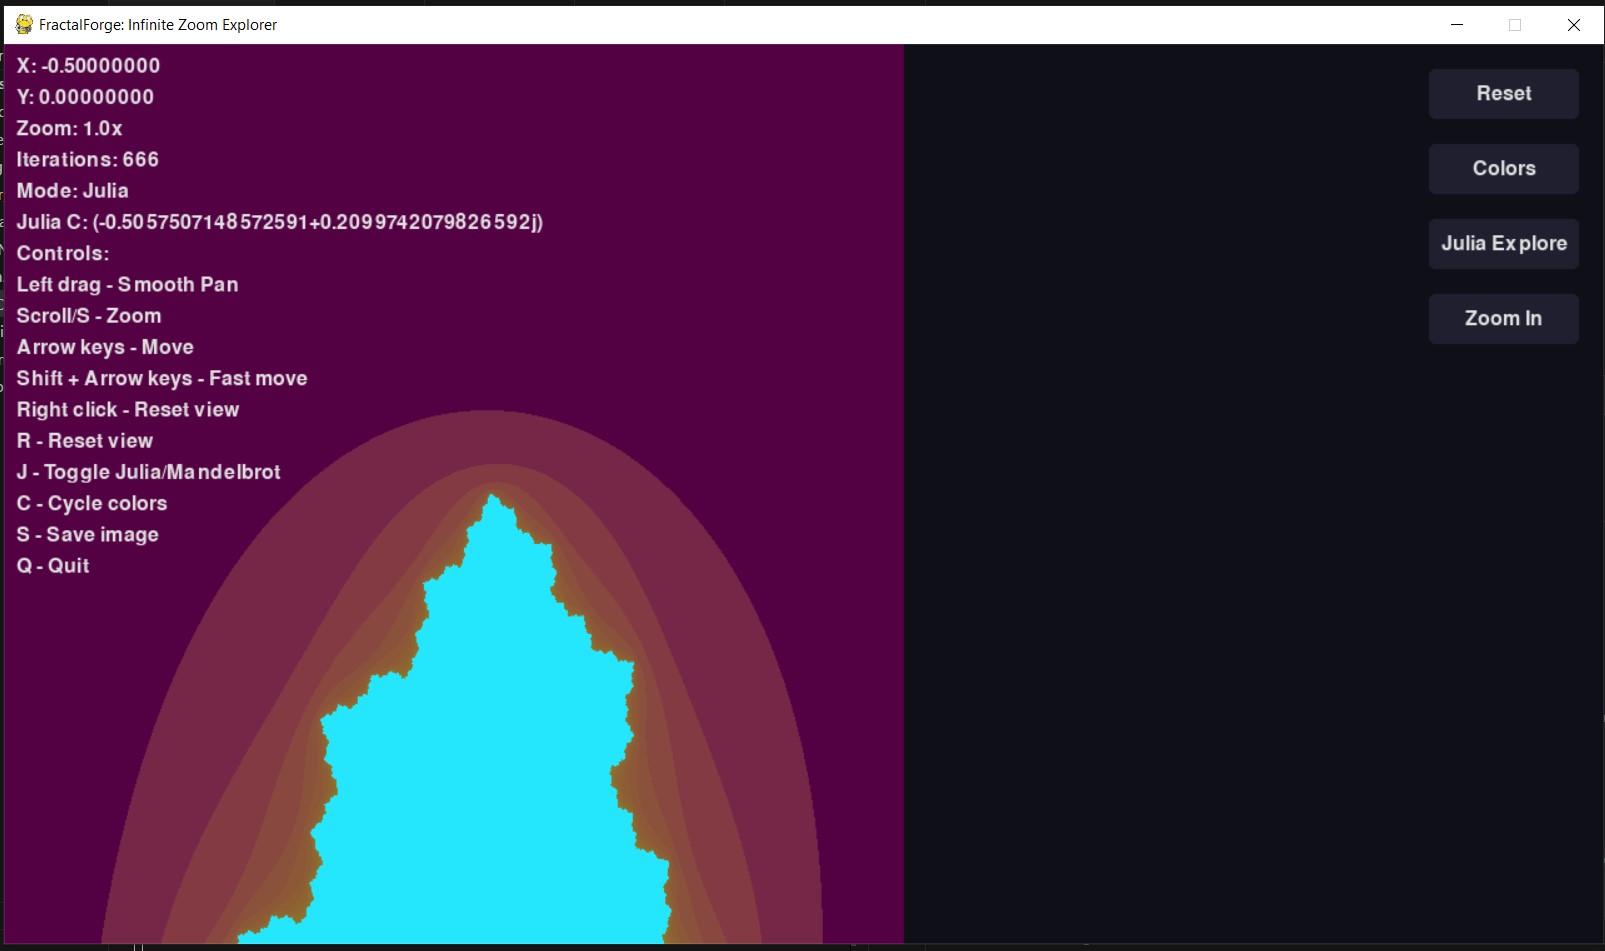 FractalForge: Infinite Zoom Explorer
X: -0.50000000
Y: 0.00000000
Zoom: 1.0x
Iterations: 666
Mode: Julia
Julia C: (-0.5057507148572591+0.2099742079826592j)
Controls:
Left drag - Smooth Pan
Scroll/S - Zoom
Arrow keys - Move
Shift + Arrow keys - Fast move
Right click - Reset view
R - Reset view
J - Toggle Julia/Mandelbrot
C - Cycle colors
S - Save image
Q - Quit
Reset
Colors
Julia Explore
Zoom In